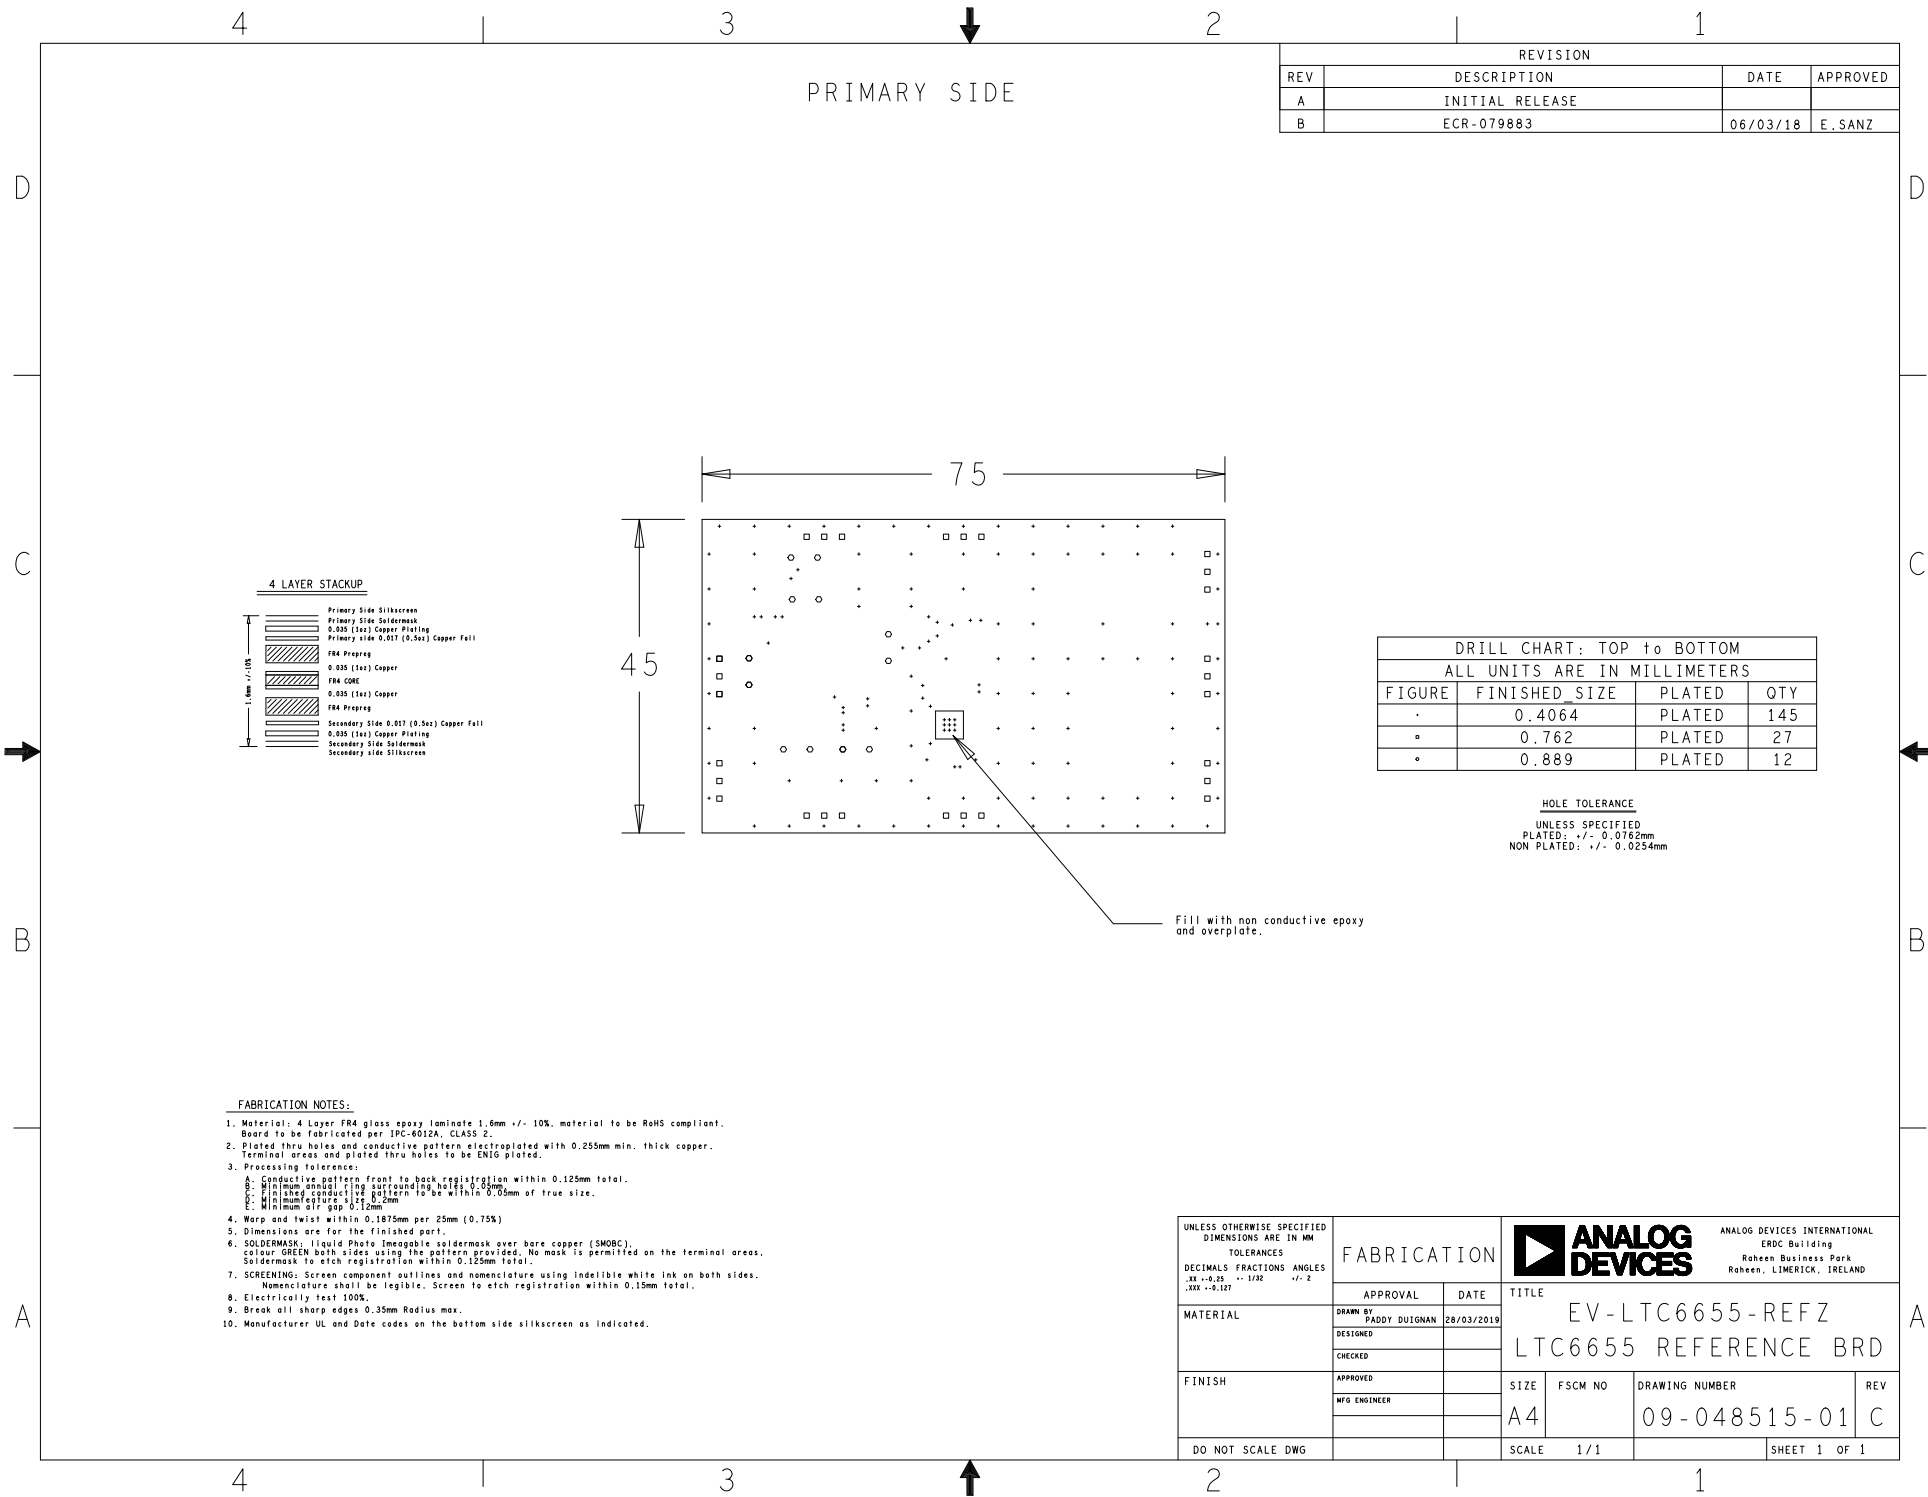 4 3 2 1
PRIMARY SIDE
REVISION
REV DESCRIPTION DATE APPROVED
A INITIAL RELEASE
B ECR-079883 06/03/18 E.SANZ
D D
C C
75
45
4 LAYER STACKUP
Primary Side Silkscreen
Primary Side Soldermask
0.035 (1oz) Copper Plating
Primary side 0.017 (0.5oz) Copper Foil
FR4 Prepreg
0.035 (1oz) Copper
FR4 CORE
0.035 (1oz) Copper
FR4 Prepreg
Secondary Side 0.017 (0.5oz) Copper Foil
0.035 (1oz) Copper Plating
Secondary Side Soldermask
Secondary side Silkscreen
1.6mm +/-10%
DRILL CHART: TOP to BOTTOM
ALL UNITS ARE IN MILLIMETERS
FIGURE FINISHED_SIZE PLATED QTY
0.4064 PLATED 145
0.762 PLATED 27
0.889 PLATED 12
HOLE TOLERANCE
UNLESS SPECIFIED
PLATED: +/- 0.0762mm
NON PLATED: +/- 0.0254mm
Fill with non conductive epoxy
and overplate.
B B
FABRICATION NOTES:
1. Material: 4 Layer FR4 glass epoxy laminate 1.6mm +/- 10%. material to be RoHS compliant.
Board to be fabricated per IPC-6012A, CLASS 2.
2. Plated thru holes and conductive pattern electroplated with 0.255mm min. thick copper.
Terminal areas and plated thru holes to be ENIG plated.
3. Processing tolerence:
A. Conductive pattern front to back registration within 0.125mm total.
B. Minimum annual ring surrounding holes 0.05mm.
C. Finished conductive pattern to be within 0.05mm of true size.
D. Minimumfeature size 0.2mm
E. Minimum air gap 0.12mm
4. Warp and twist within 0.1875mm per 25mm (0.75%)
5. Dimensions are for the finished part.
6. SOLDERMASK: liquid Photo Imeagable soldermask over bare copper (SMOBC),
colour GREEN both sides using the pattern provided. No mask is permitted on the terminal areas.
Soldermask to etch registration within 0.125mm total.
7. SCREENING: Screen component outlines and nomenclature using indelible white ink on both sides.
Nomenclature shall be legible. Screen to etch registration within 0.15mm total.
8. Electrically test 100%.
9. Break all sharp edges 0.35mm Radius max.
10. Manufacturer UL and Date codes on the bottom side silkscreen as indicated.
A A
UNLESS OTHERWISE SPECIFIED
DIMENSIONS ARE IN MM
TOLERANCES
DECIMALS FRACTIONS ANGLES
.XX +-0.25 +- 1/32 +/- 2
.XXX +-0.127
MATERIAL
FINISH
DO NOT SCALE DWG
FABRICATION
APPROVAL DATE
DRAWN BY
PADDY DUIGNAN 28/03/2019
DESIGNED
CHECKED
APPROVED
MFG ENGINEER
ANALOG
DEVICES
ANALOG DEVICES INTERNATIONAL
ERDC Building
Raheen Business Park
Raheen, LIMERICK, IRELAND
TITLE
EV-LTC6655-REFZ
LTC6655 REFERENCE BRD
SIZE FSCM NO DRAWING NUMBER REV
A4 09-048515-01 C
SCALE 1/1 SHEET 1 OF 1
4 3 2 1